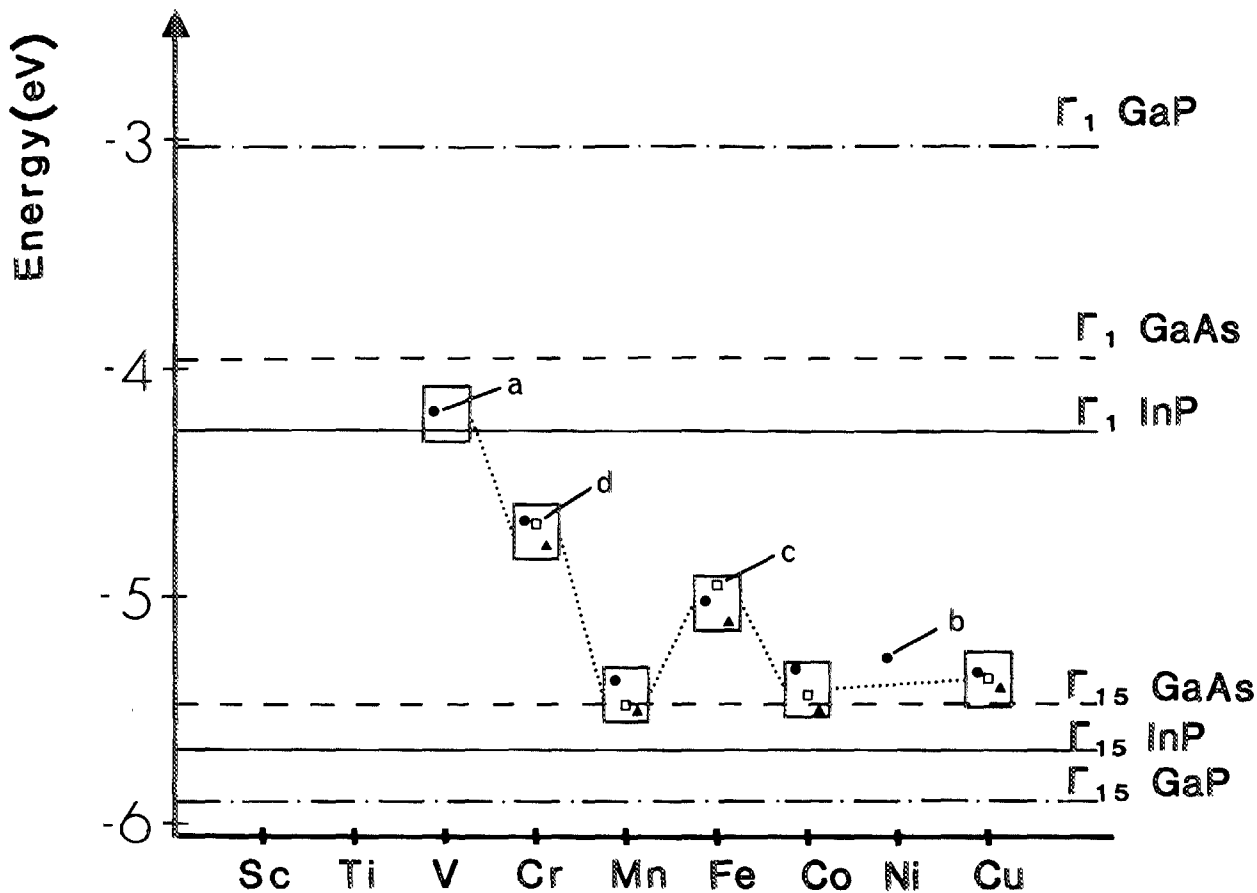 Energy(eV)
-3
-4
-5
-6
Γ₁ GaP
Γ₁ GaAs
Γ₁ InP
a
d
c
b
Γ₁₅ GaAs
Γ₁₅ InP
Γ₁₅ GaP
Sc Ti V Cr Mn Fe Co Ni Cu